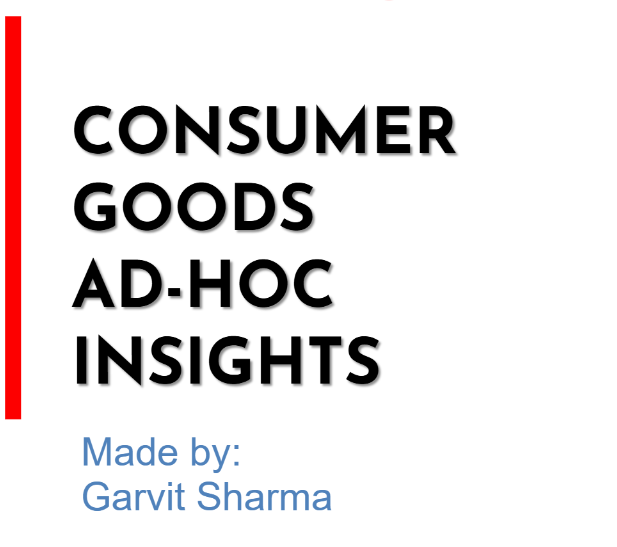 CONSUMER
GOODS
AD-HOC
INSIGHTS
Made by:
Garvit Sharma